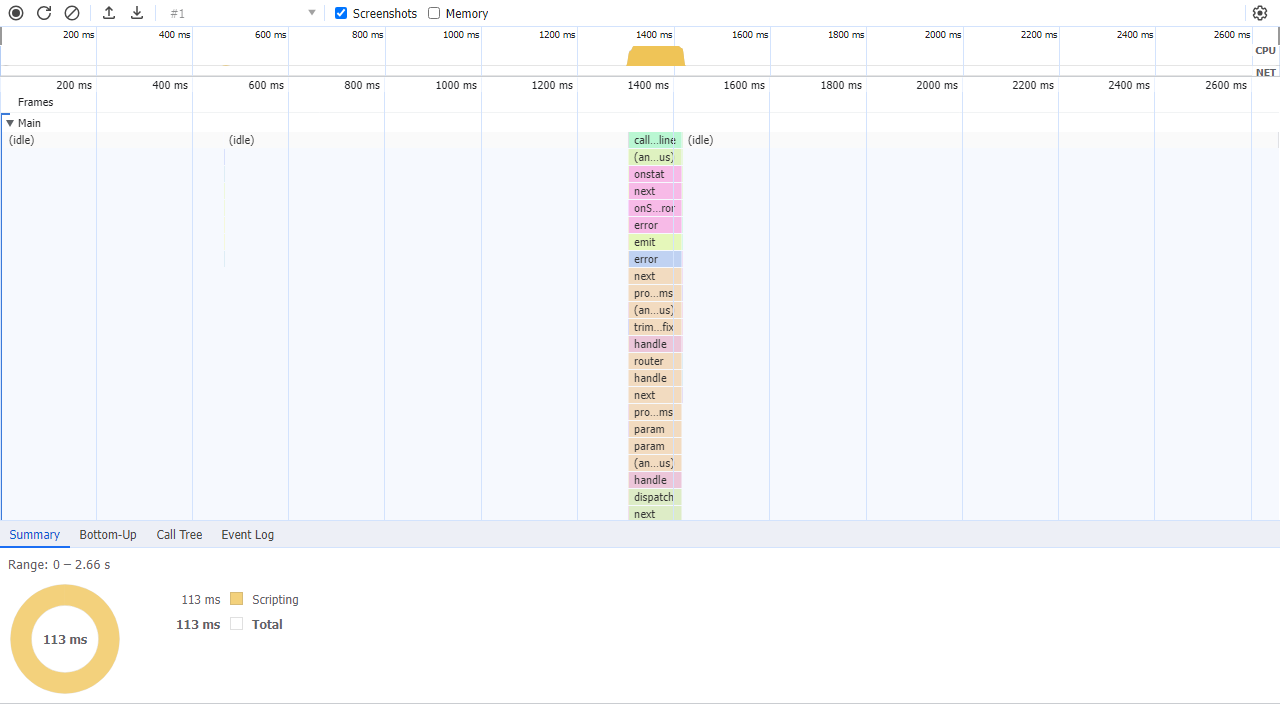 #1 Screenshots Memory
200 ms 400 ms 600 ms 800 ms 1000 ms 1200 ms 1400 ms 1600 ms 1800 ms 2000 ms 2200 ms 2400 ms 2600 ms
CPU
NET
200 ms 400 ms 600 ms 800 ms 1000 ms 1200 ms 1400 ms 1600 ms 1800 ms 2000 ms 2200 ms 2400 ms 2600 ms
Frames
Main
(idle) (idle) call...line (idle)
(an...us)
onstat
next
onS...ror
error
emit
error
next
pro...ms
(an...us)
trim...fix
handle
router
handle
next
pro...ms
param
param
(an...us)
handle
dispatch
next
Summary Bottom-Up Call Tree Event Log
Range: 0 – 2.66 s
113 ms Scripting
113 ms Total
113 ms